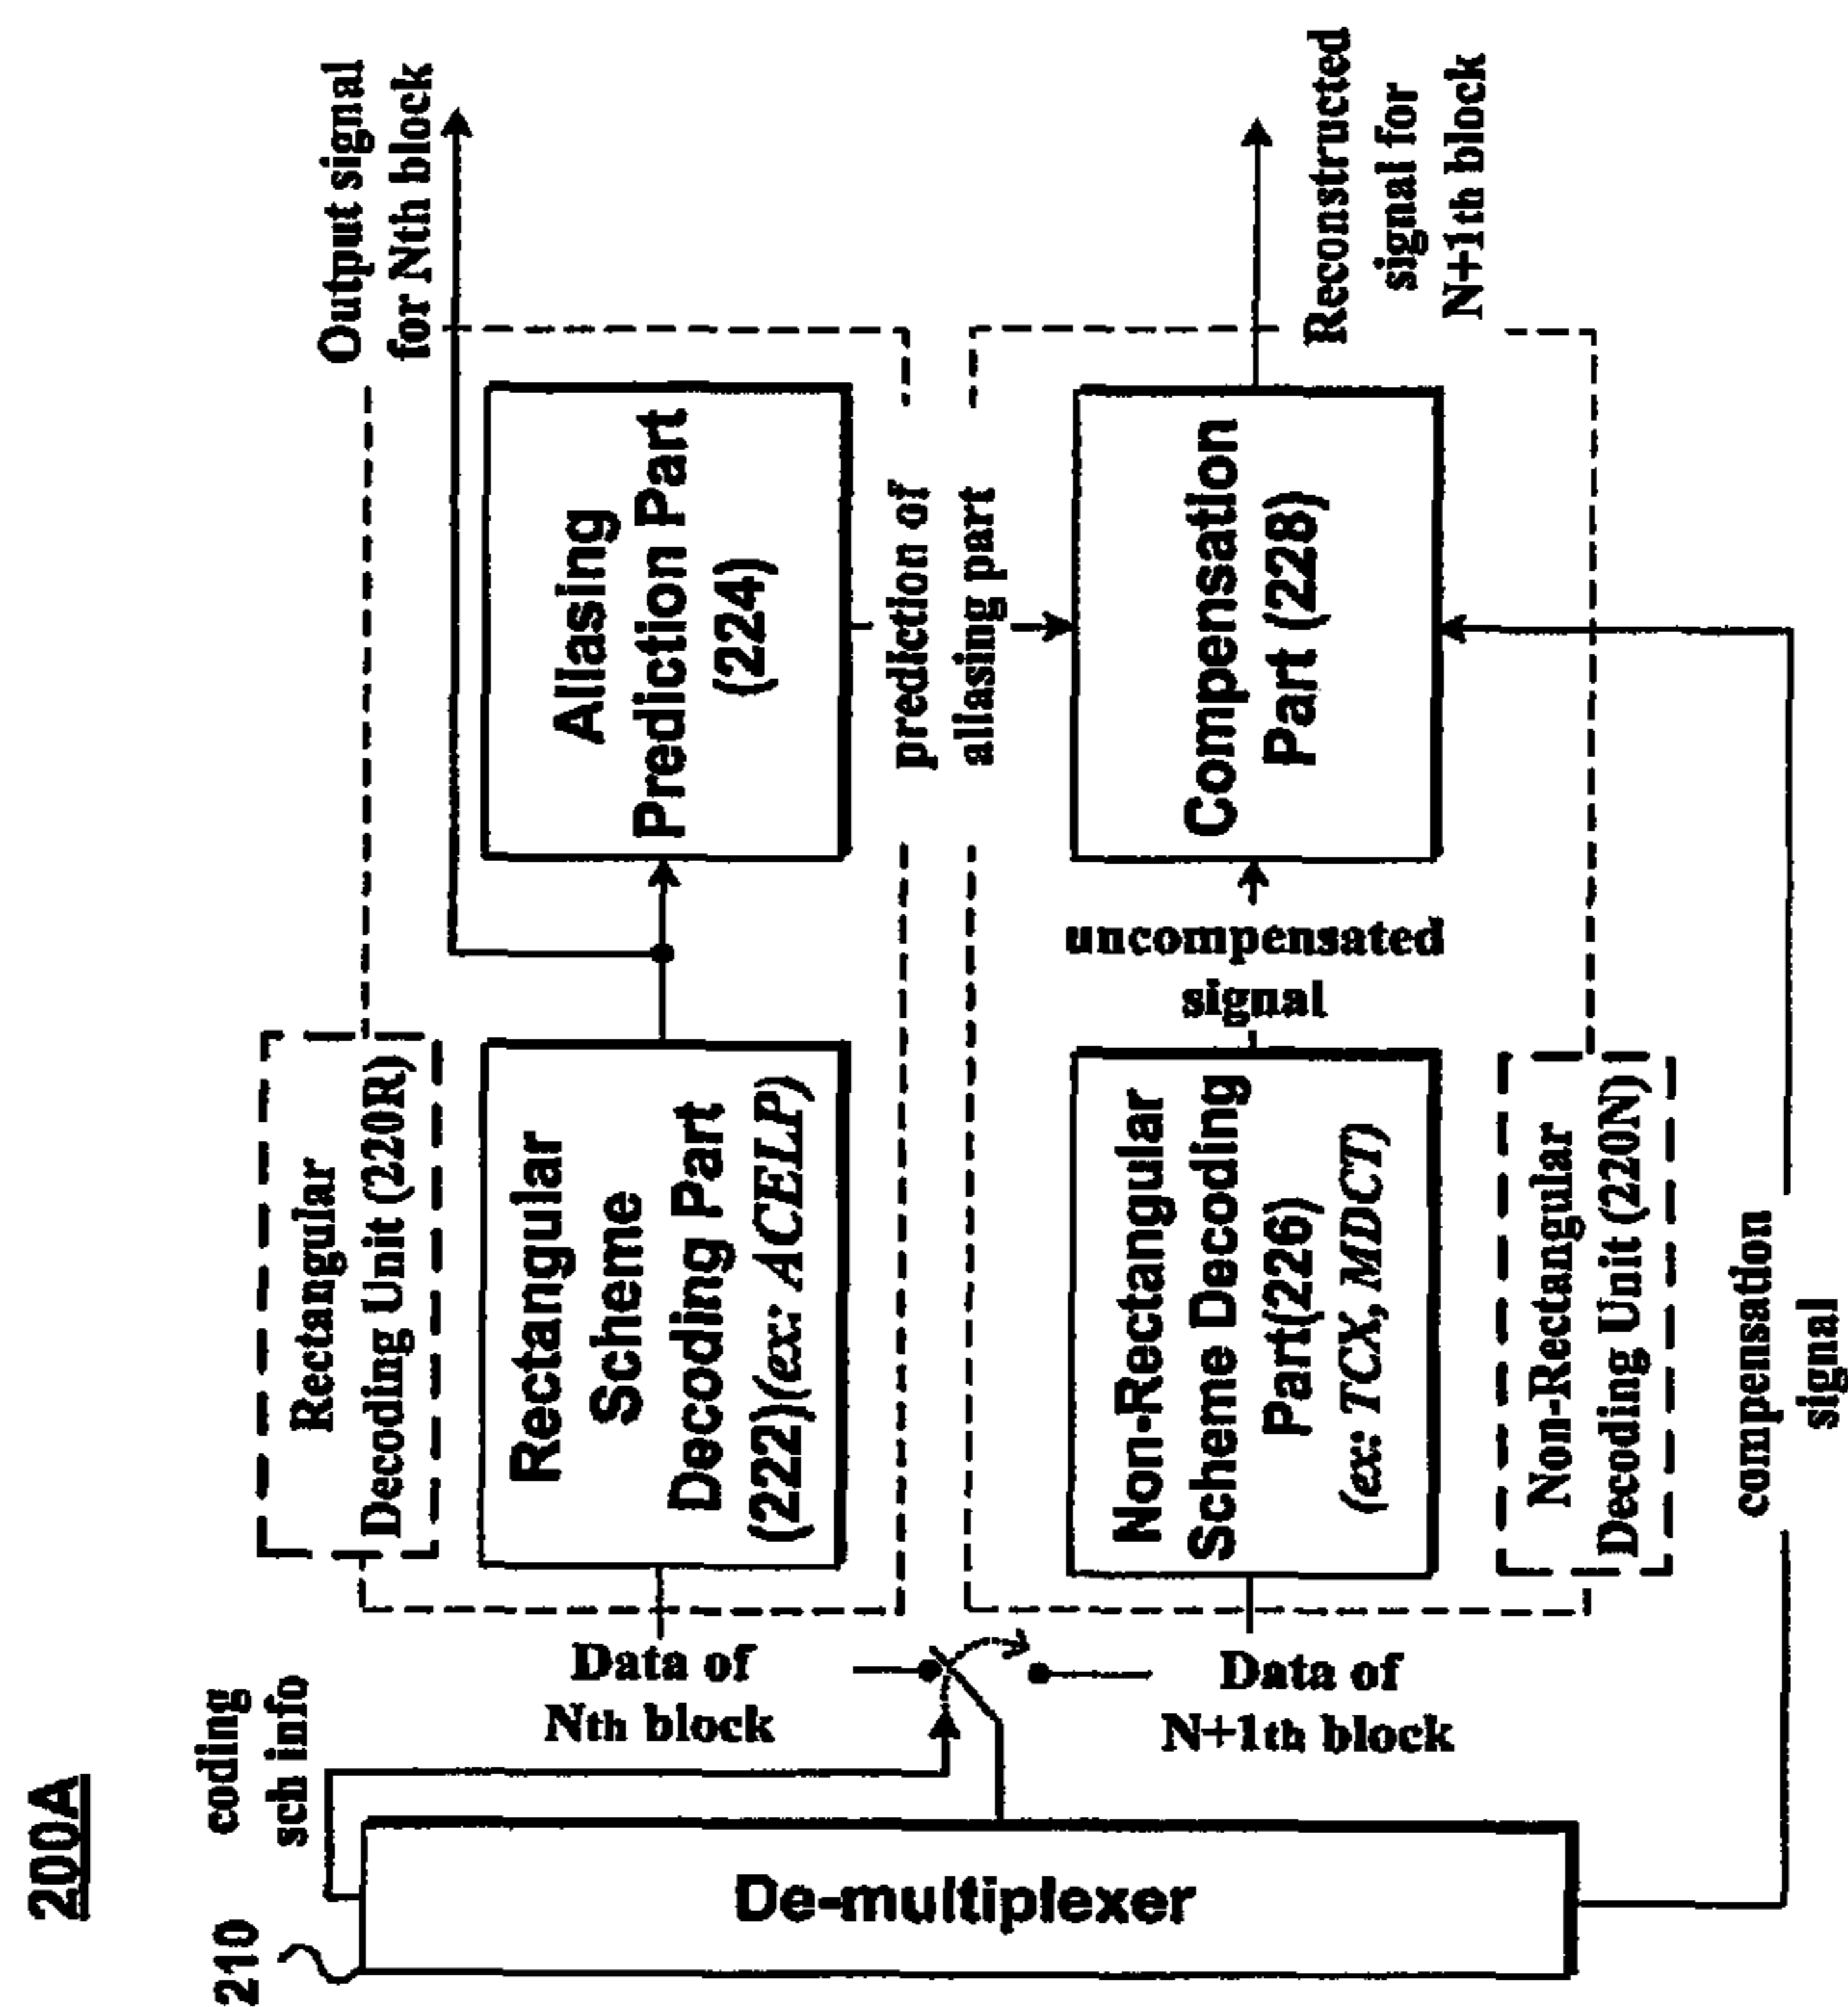 200A
210
coding
sch info
De-multiplexer
Data of
Nth block
Data of
N+1th block
Rectangular
Decoding Unit (220R)
Rectangular
Scheme
Decoding Part
(222)(ex: ACELP)
Aliasing
Prediction Part
(224)
Output signal
for Nth block
prediction of
aliasing part
Non-Rectangular
Scheme Decoding
Part(226)
(ex: TCX, MDCT)
uncompensated
signal
Compensation
Part (228)
Reconstructed
signal for
N+1th block
Non-Rectangular
Decoding Unit (220N)
compensation
signal